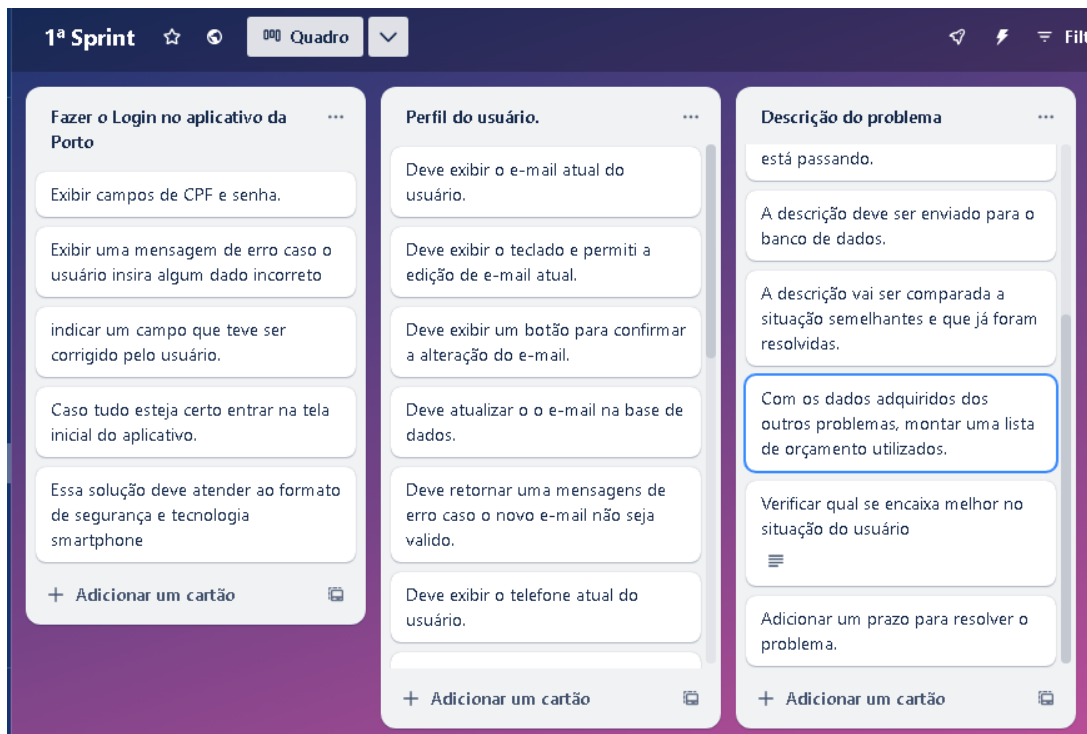 1ª Sprint
Quadro
Filt
Fazer o Login no aplicativo da
Porto
Exibir campos de CPF e senha.
Exibir uma mensagem de erro caso o
usuário insira algum dado incorreto
indicar um campo que teve ser
corrigido pelo usuário.
Caso tudo esteja certo entrar na tela
inicial do aplicativo.
Essa solução deve atender ao formato
de segurança e tecnologia
smartphone
Adicionar um cartão
Perfil do usuário.
Deve exibir o e-mail atual do
usuário.
Deve exibir o teclado e permiti a
edição de e-mail atual.
Deve exibir um botão para confirmar
a alteração do e-mail.
Deve atualizar o o e-mail na base de
dados.
Deve retornar uma mensagens de
erro caso o novo e-mail não seja
valido.
Deve exibir o telefone atual do
usuário.
Adicionar um cartão
Descrição do problema
está passando.
A descrição deve ser enviado para o
banco de dados.
A descrição vai ser comparada a
situação semelhantes e que já foram
resolvidas.
Com os dados adquiridos dos
outros problemas, montar uma lista
de orçamento utilizados.
Verificar qual se encaixa melhor no
situação do usuário
Adicionar um prazo para resolver o
problema.
Adicionar um cartão